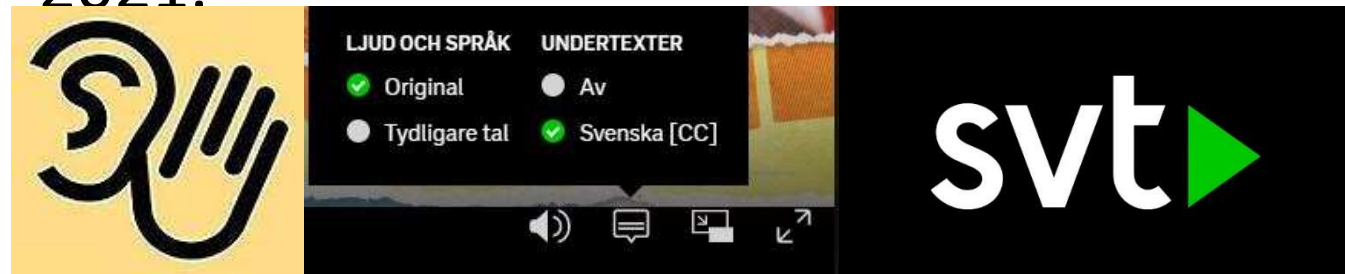 LJUD OCH SPRÅK UNDERTEXTER
Original Av
Tydligare tal Svenska [CC]
svt